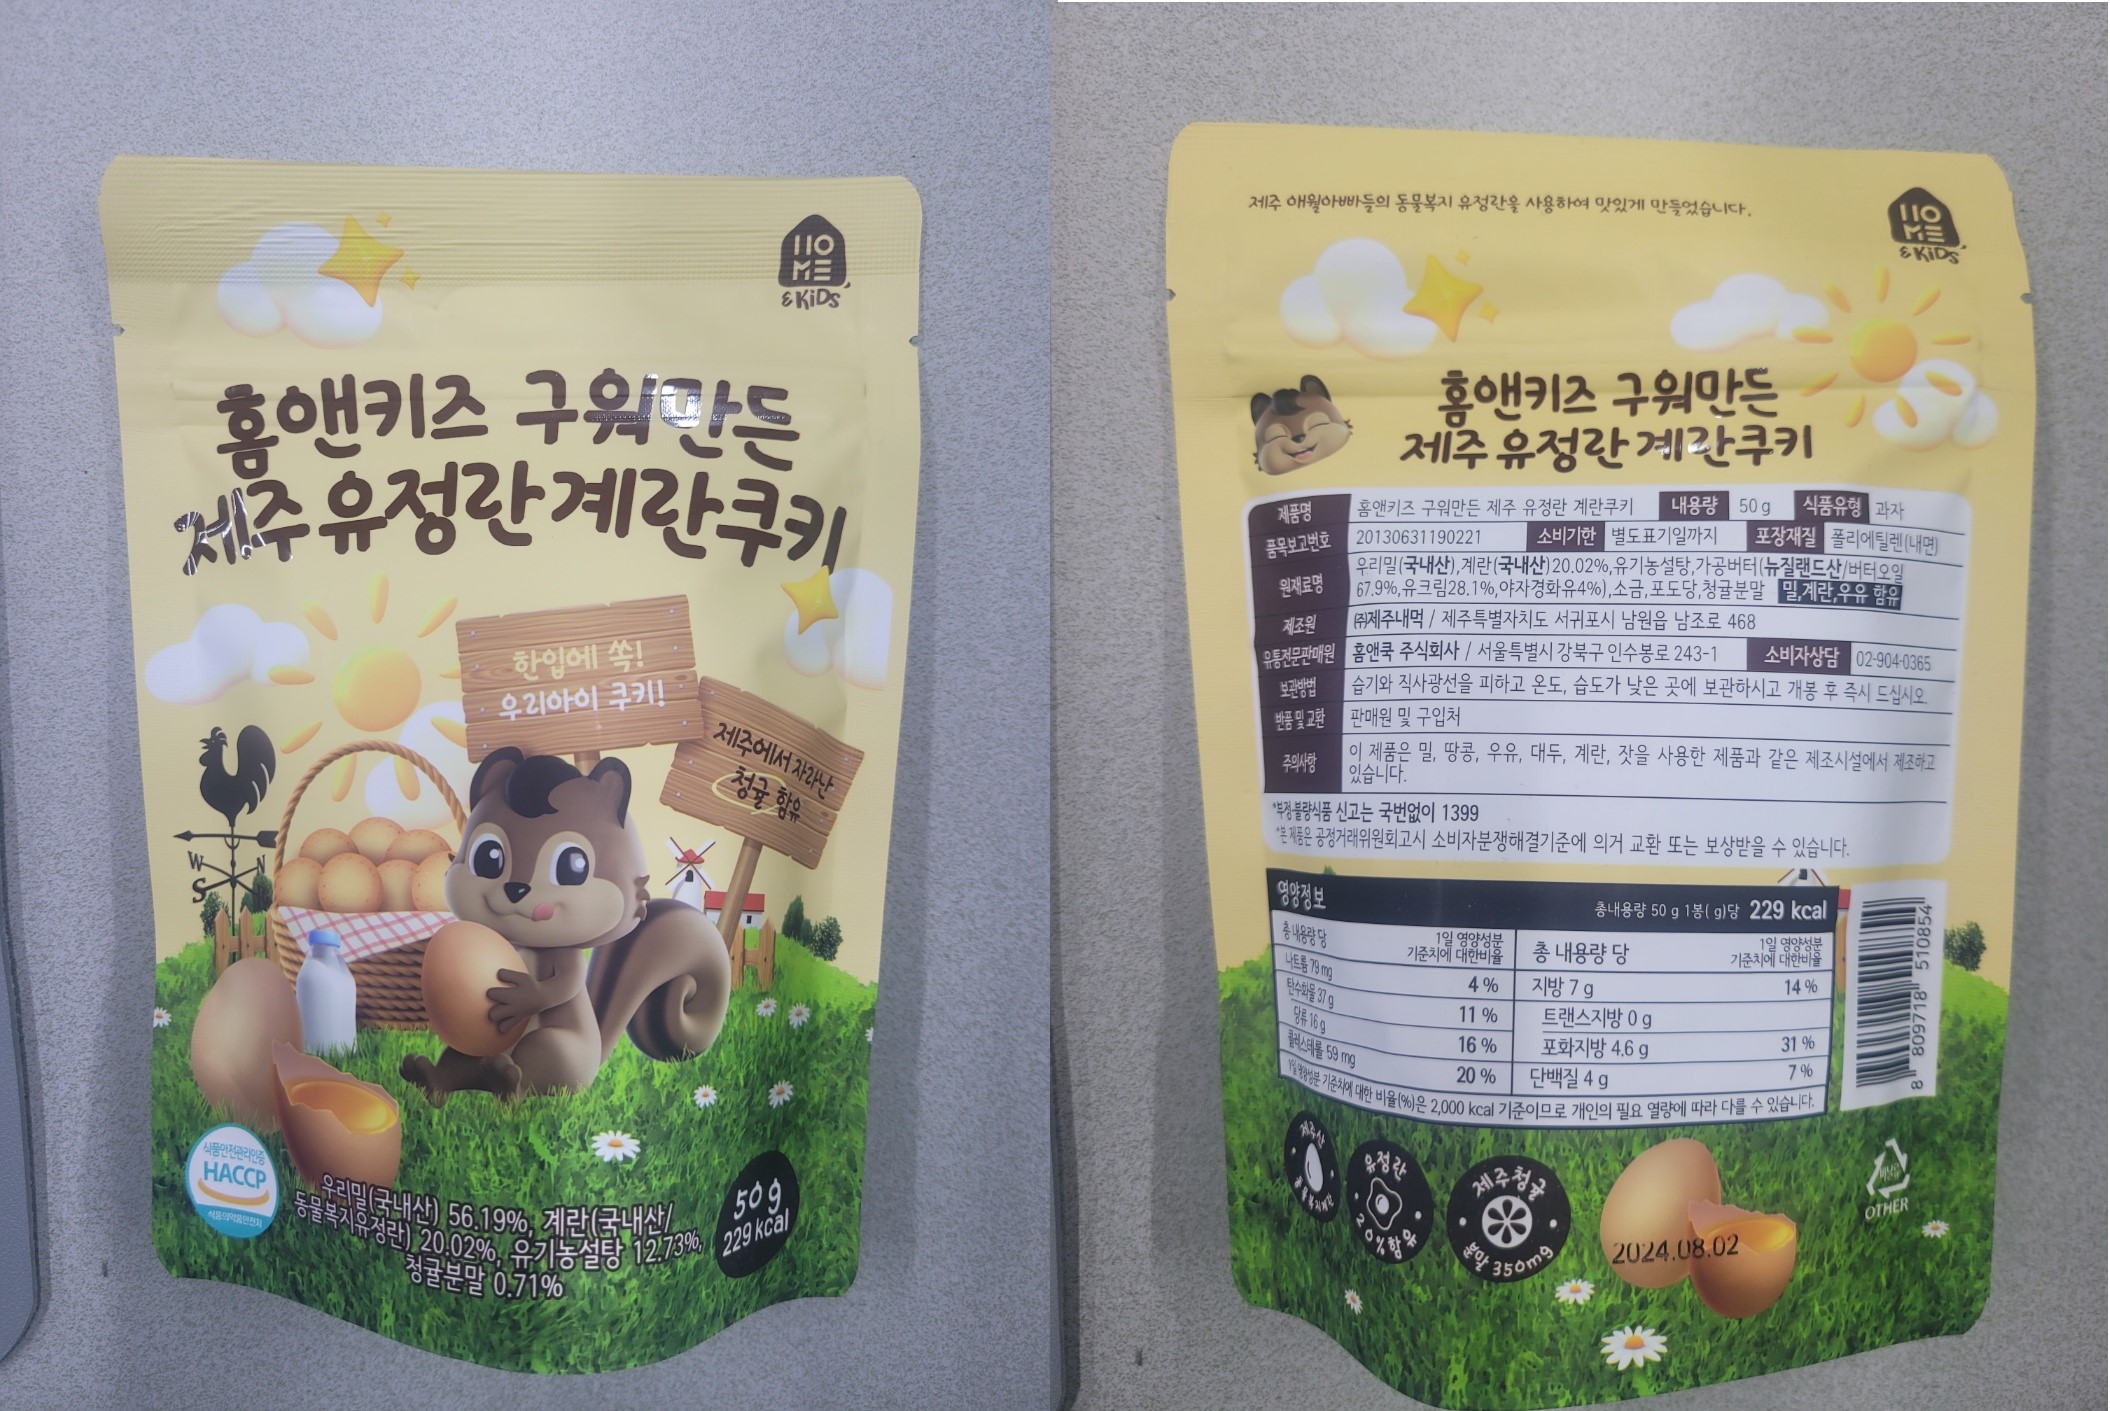 HOME
& KiDS
홈앤키즈 구워만든
제주 유정란 계란쿠키
한입에 쏙!
우리아이 쿠키!
제주에서 자라난
청귤 함유
W N
S
식품안전관리인증
HACCP
식품의약품안전처
우리밀(국내산) 56.19%, 계란(국내산/
동물복지유정란) 20.02%, 유기농설탕 12.73%,
청귤분말 0.71%
50 g
229 kcal
제주 애월아빠들의 동물복지 유정란을 사용하여 맛있게 만들었습니다.
HOME
& KiDS
홈앤키즈 구워만든
제주 유정란 계란쿠키
제품명 홈앤키즈 구워만든 제주 유정란 계란쿠키 내용량 50 g 식품유형 과자
품목보고번호 20130631190221 소비기한 별도표기일까지 포장재질 폴리에틸렌(내면)
원재료명 우리밀(국내산),계란(국내산)20.02%,유기농설탕,가공버터(뉴질랜드산/버터오일
67.9%,유크림28.1%,야자경화유4%),소금,포도당,청귤분말 밀,계란,우유 함유
제조원 ㈜제주내먹 / 제주특별자치도 서귀포시 남원읍 남조로 468
유통전문판매원 홈앤쿡 주식회사 / 서울특별시 강북구 인수봉로 243-1 소비자상담 02-904-0365
보관방법 습기와 직사광선을 피하고 온도, 습도가 낮은 곳에 보관하시고 개봉 후 즉시 드십시오.
반품 및 교환 판매원 및 구입처
주의사항 이 제품은 밀, 땅콩, 우유, 대두, 계란, 잣을 사용한 제품과 같은 제조시설에서 제조하고
있습니다.
*부정·불량식품 신고는 국번없이 1399
*본 제품은 공정거래위원회고시 소비자분쟁해결기준에 의거 교환 또는 보상받을 수 있습니다.
영양정보 총내용량 50 g 1봉( g)당 229 kcal
총 내용량 당 1일 영양성분 기준치에 대한비율 총 내용량 당 1일 영양성분 기준치에 대한비율
나트륨 79 mg 4 % 지방 7 g 14 %
탄수화물 37 g 11 % 트랜스지방 0 g
당류 16 g 16 % 포화지방 4.6 g 31 %
콜레스테롤 59 mg 20 % 단백질 4 g 7 %
1일 영양성분 기준치에 대한 비율(%)은 2,000 kcal 기준이므로 개인의 필요 열량에 따라 다를 수 있습니다.
8 809718 510854
제주산
동물복지계란
유정란
20%함유
제주청귤
분말 350mg
OTHER
2024.08.02